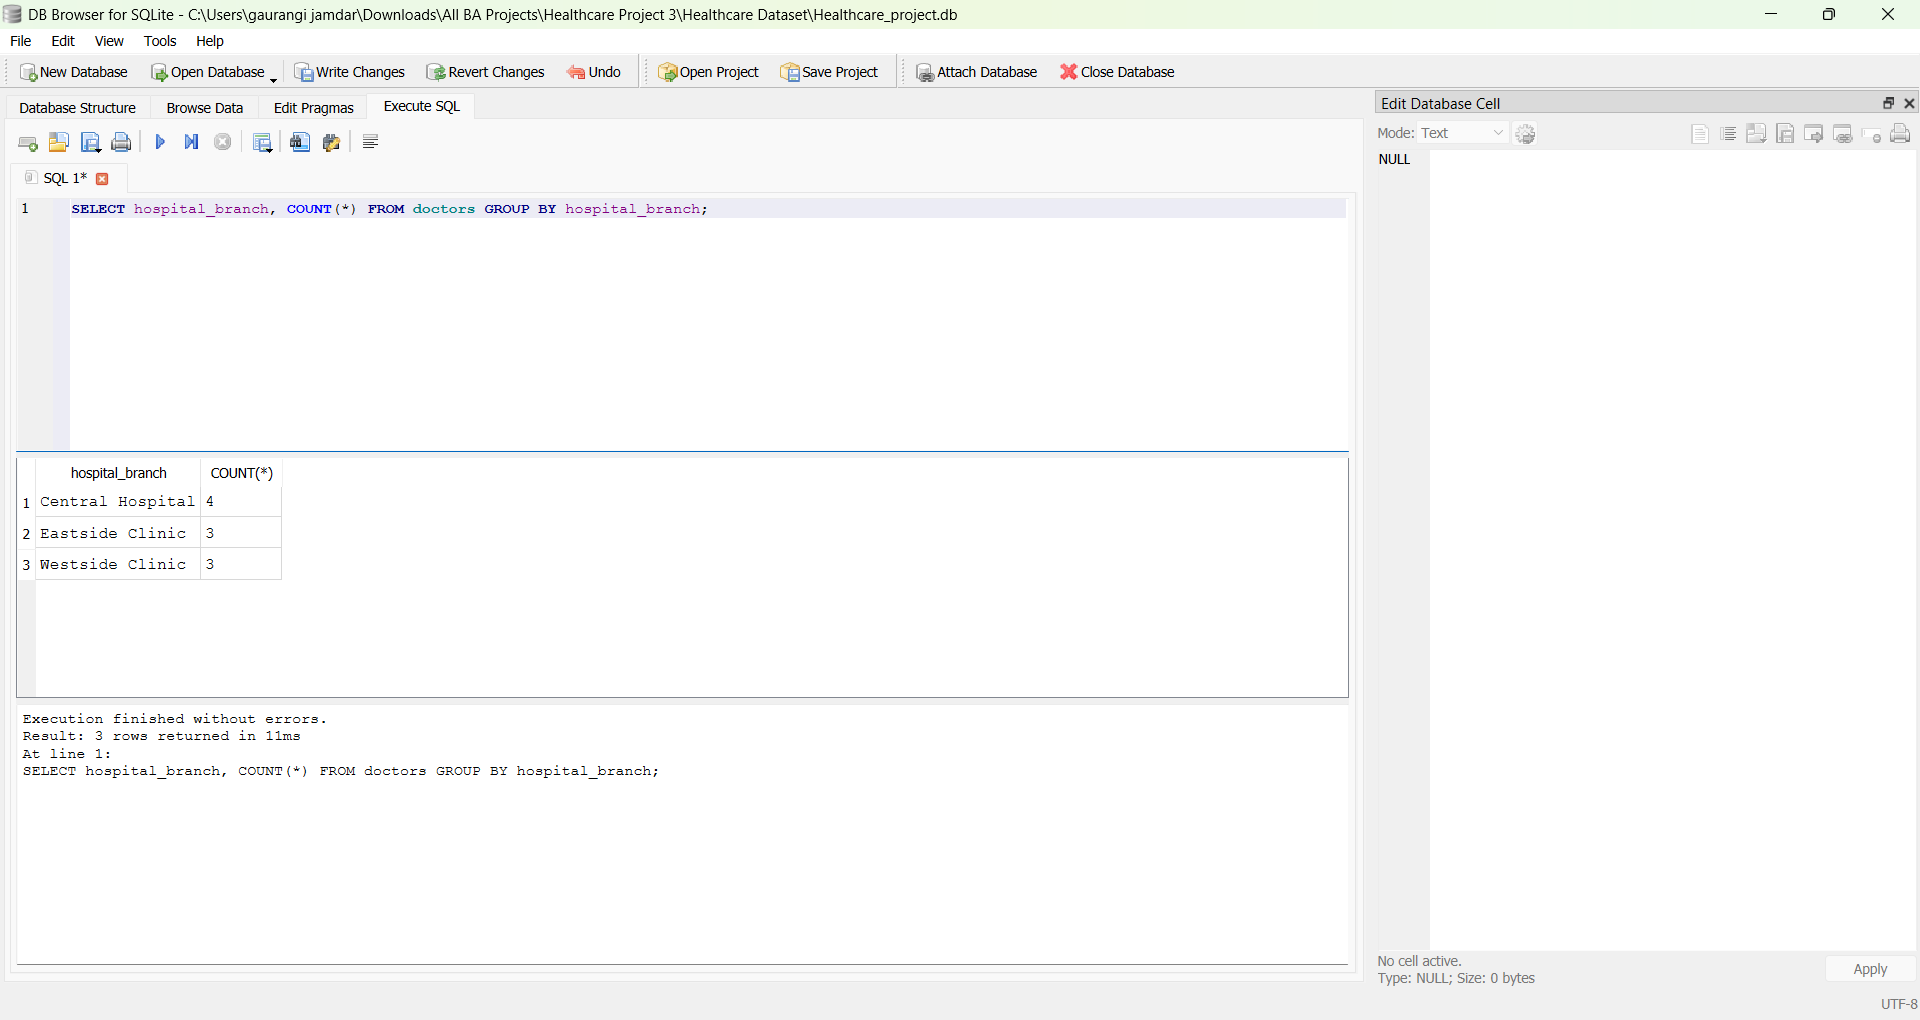 DB Browser for SQLite - C:\Users\gaurangi jamdar\Downloads\All BA Projects\Healthcare Project 3\Healthcare Dataset\Healthcare_project.db
File Edit View Tools Help
New Database Open Database Write Changes Revert Changes Undo Open Project Save Project Attach Database Close Database
Database Structure Browse Data Edit Pragmas Execute SQL
SQL 1*
1 SELECT hospital_branch, COUNT(*) FROM doctors GROUP BY hospital_branch;
hospital_branch COUNT(*)
1 Central Hospital 4
2 Eastside Clinic 3
3 Westside Clinic 3
Execution finished without errors.
Result: 3 rows returned in 11ms
At line 1:
SELECT hospital_branch, COUNT(*) FROM doctors GROUP BY hospital_branch;
Edit Database Cell
Mode: Text
NULL
No cell active.
Type: NULL; Size: 0 bytes
Apply
UTF-8